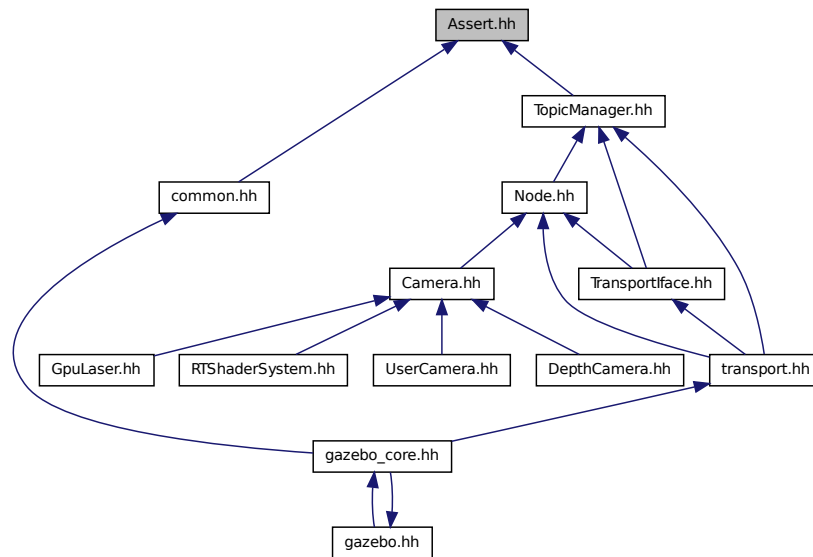 Assert.hh
TopicManager.hh
common.hh
Node.hh
Camera.hh
TransportIface.hh
GpuLaser.hh
RTShaderSystem.hh
UserCamera.hh
DepthCamera.hh
transport.hh
gazebo_core.hh
gazebo.hh